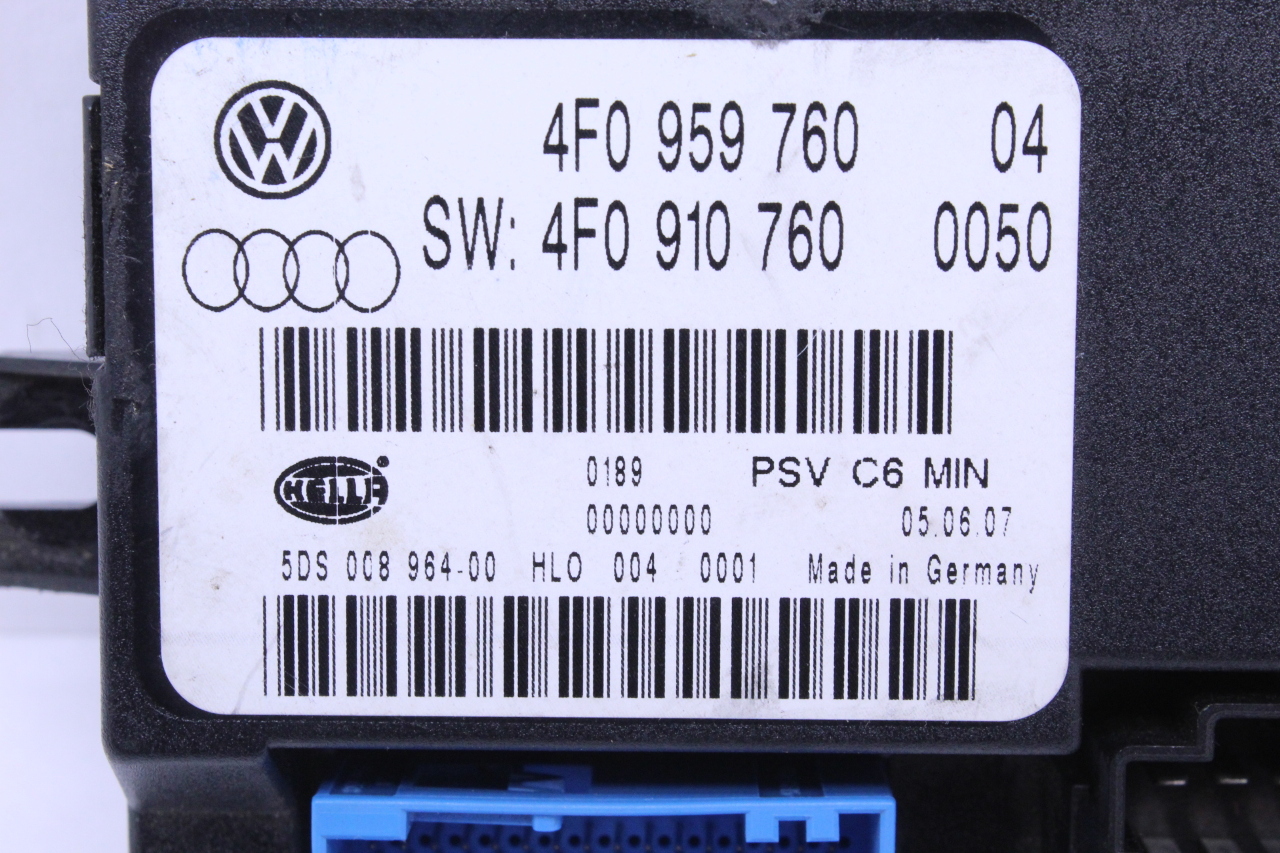 4F0 959 760 04
SW: 4F0 910 760 0050
HELLA
0189 PSV C6 MIN
00000000 05.06.07
5DS 008 964-00 HLO 004 0001 Made in Germany